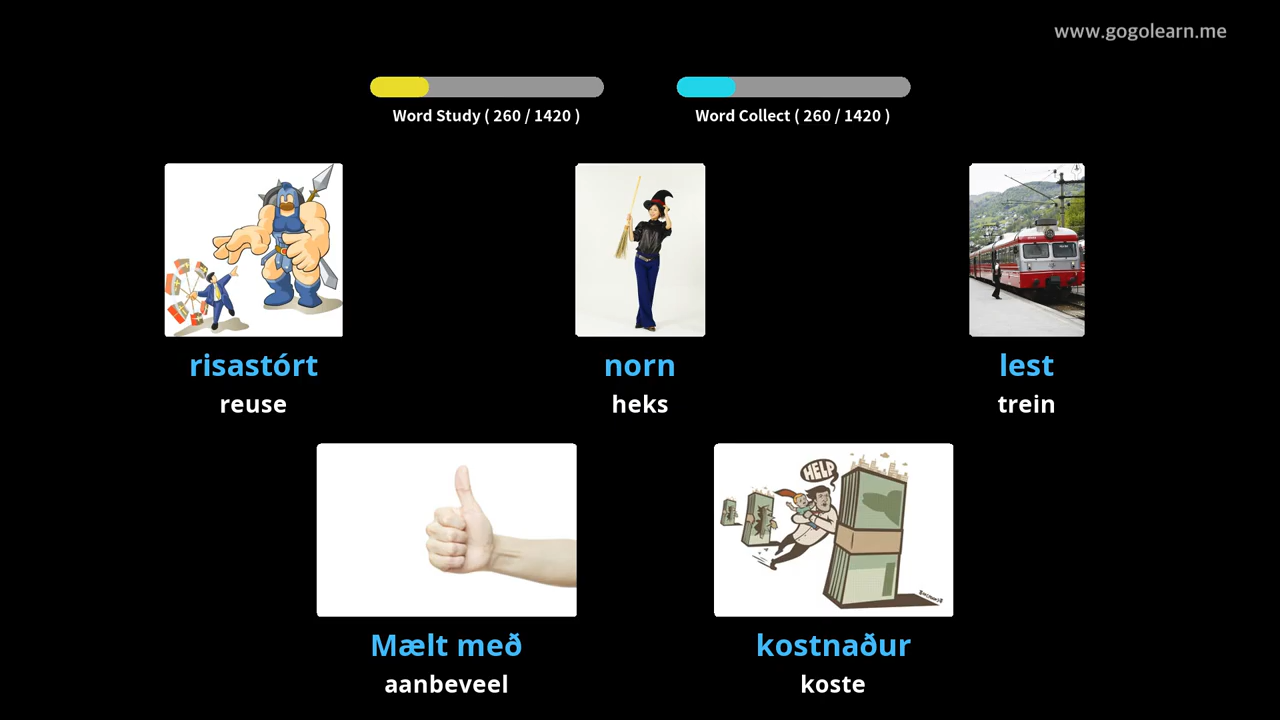 www.gogolearn.me
Word Study ( 260 / 1420 )
Word Collect ( 260 / 1420 )
risastórt
reuse
norn
heks
lest
trein
HELP
Mælt með
aanbeveel
kostnaður
koste